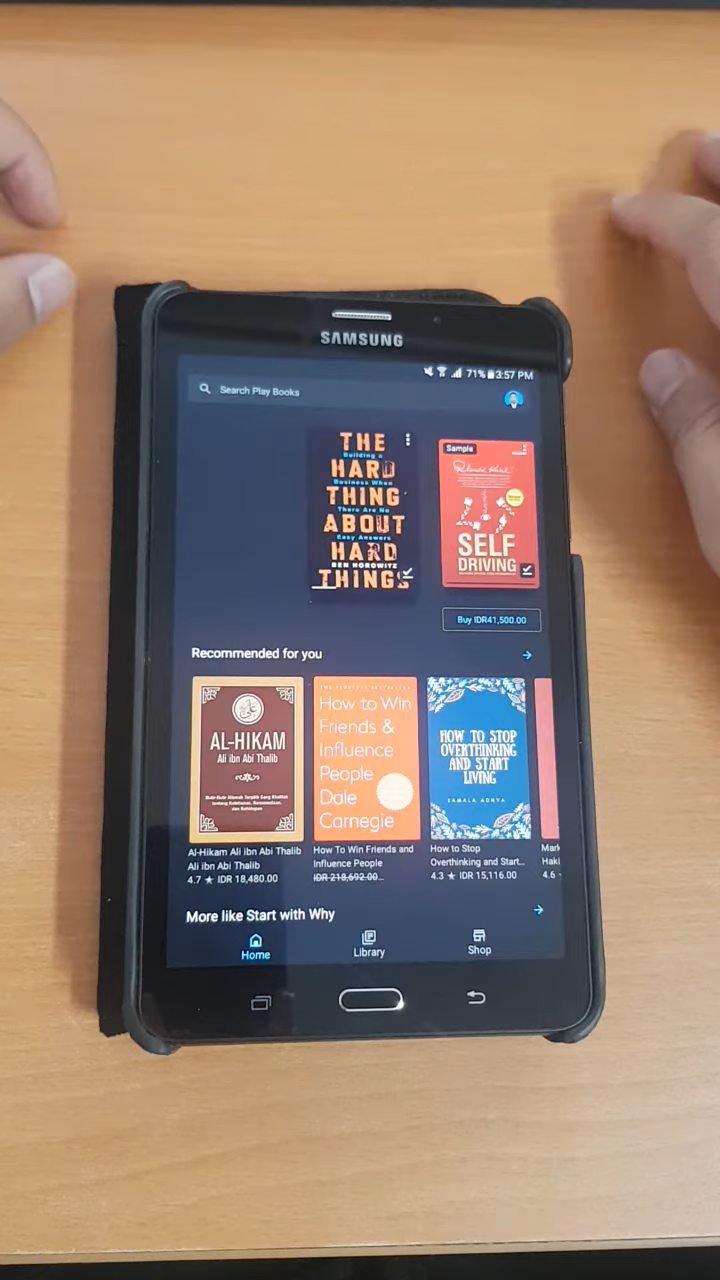 SAMSUNG
71% 3:57 PM
Search Play Books
THE
Building a
HARD
Business When
THING
There Are No
ABOUT
Easy Answers
HARD
BEN HOROWITZ
THINGS
Sample
SELF
DRIVING
Buy IDR41,500.00
Recommended for you
AL-HIKAM
Ali ibn Abi Thalib
How to Win
Friends &
Influence
People
Dale
Carnegie
HOW TO STOP
OVERTHINKING
AND START
LIVING
Al-Hikam Ali ibn Abi Thalib
Ali ibn Abi Thalib
4.7 ★ IDR 18,480.00
How To Win Friends and
Influence People
IDR 218,692.00...
How to Stop
Overthinking and Start...
4.3 ★ IDR 15,116.00
Mark
Haki
4.6
More like Start with Why
Home
Library
Shop